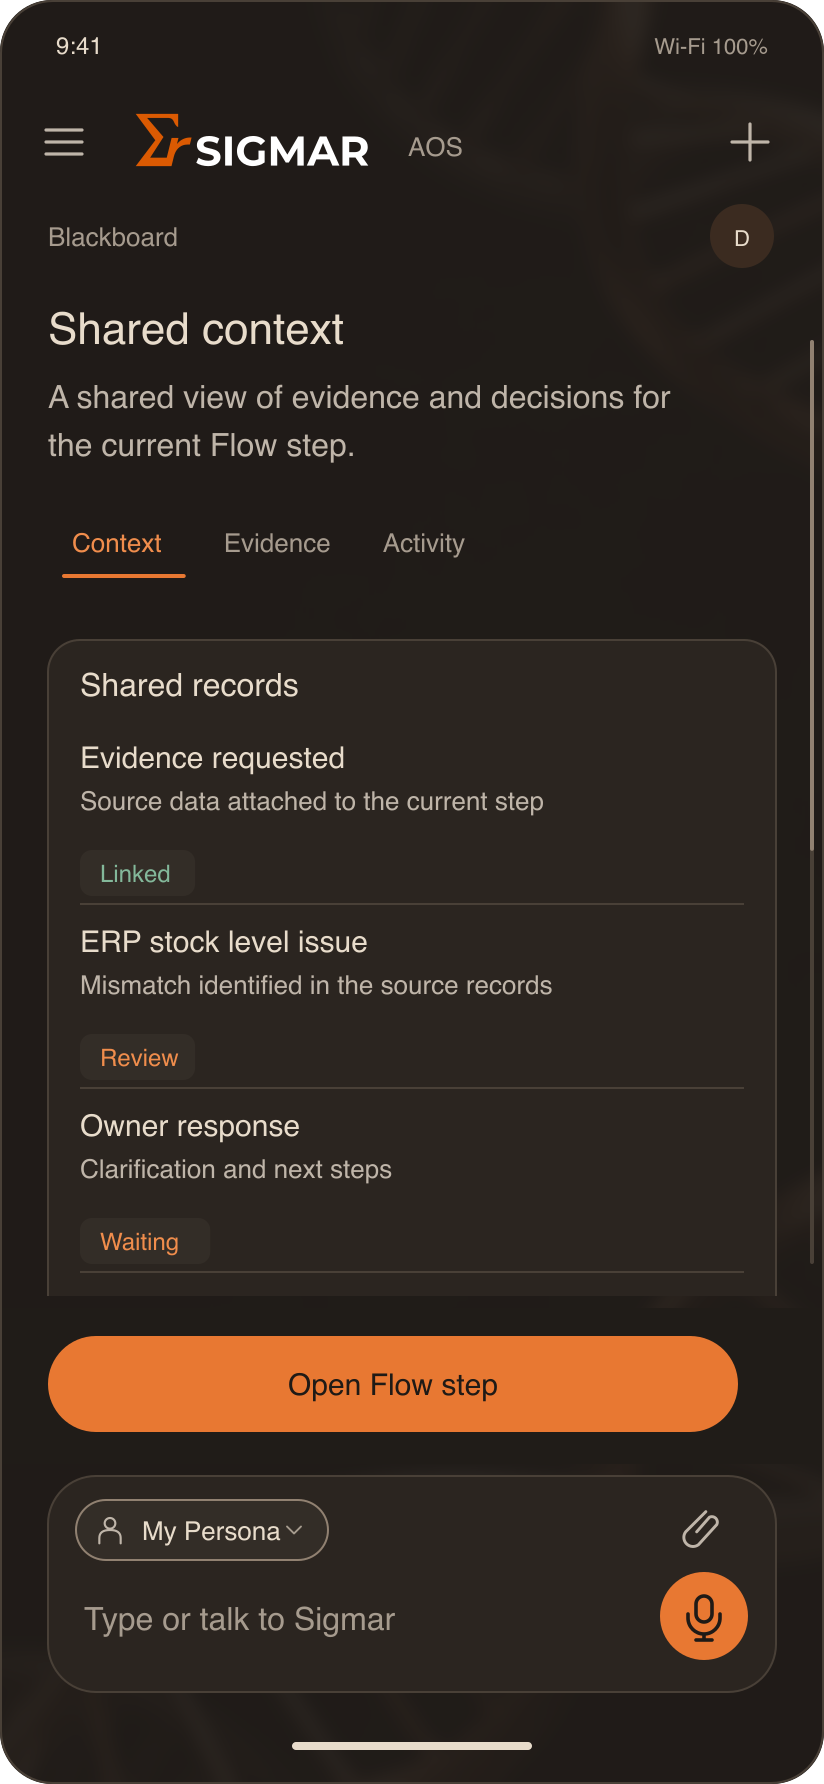 9:41
Wi-Fi 100%
Σr SIGMAR AOS
Blackboard
D
Shared context
A shared view of evidence and decisions for
the current Flow step.
Context Evidence Activity
Shared records
Evidence requested
Source data attached to the current step
Linked
ERP stock level issue
Mismatch identified in the source records
Review
Owner response
Clarification and next steps
Waiting
Open Flow step
My Persona
Type or talk to Sigmar